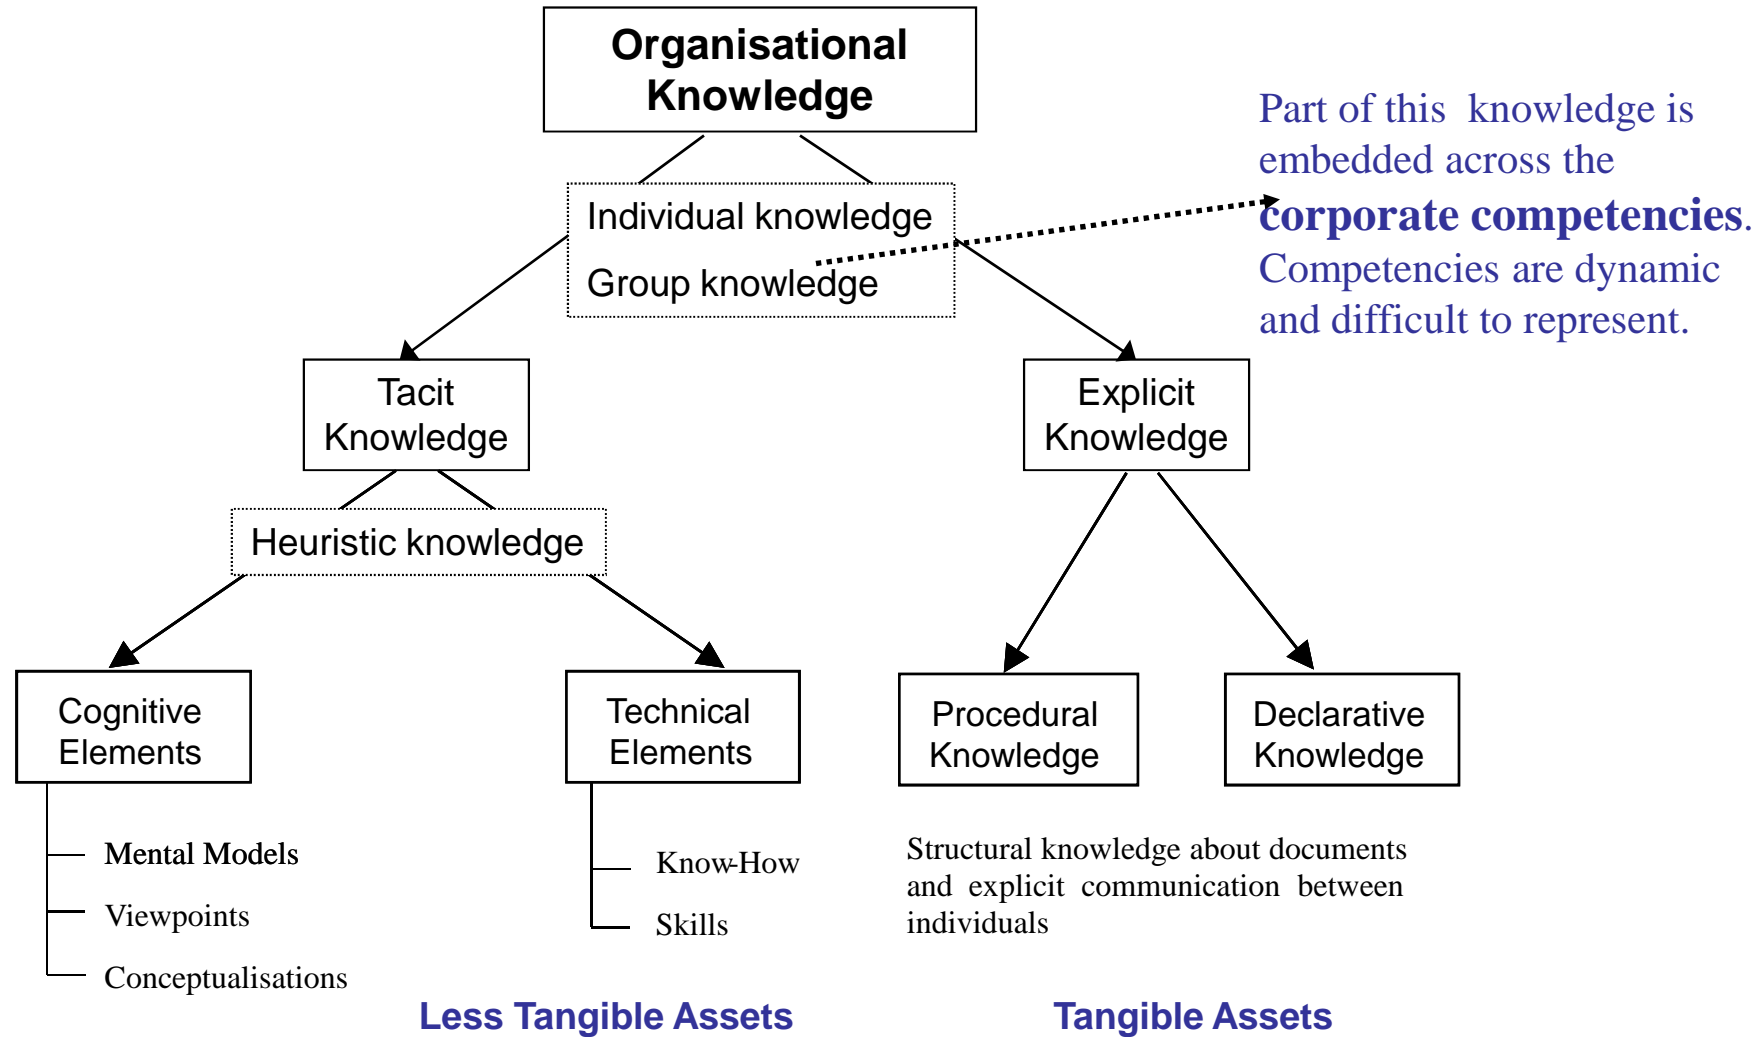 Organisational
Knowledge
Part of this knowledge is
embedded across the
corporate competencies.
Competencies are dynamic
and difficult to represent.
Individual knowledge
Group knowledge
Tacit
Knowledge
Explicit
Knowledge
Heuristic knowledge
Cognitive
Elements
Technical
Elements
Procedural
Knowledge
Declarative
Knowledge
Mental Models
Viewpoints
Conceptualisations
Know-How
Skills
Structural knowledge about documents
and explicit communication between
individuals
Less Tangible Assets
Tangible Assets